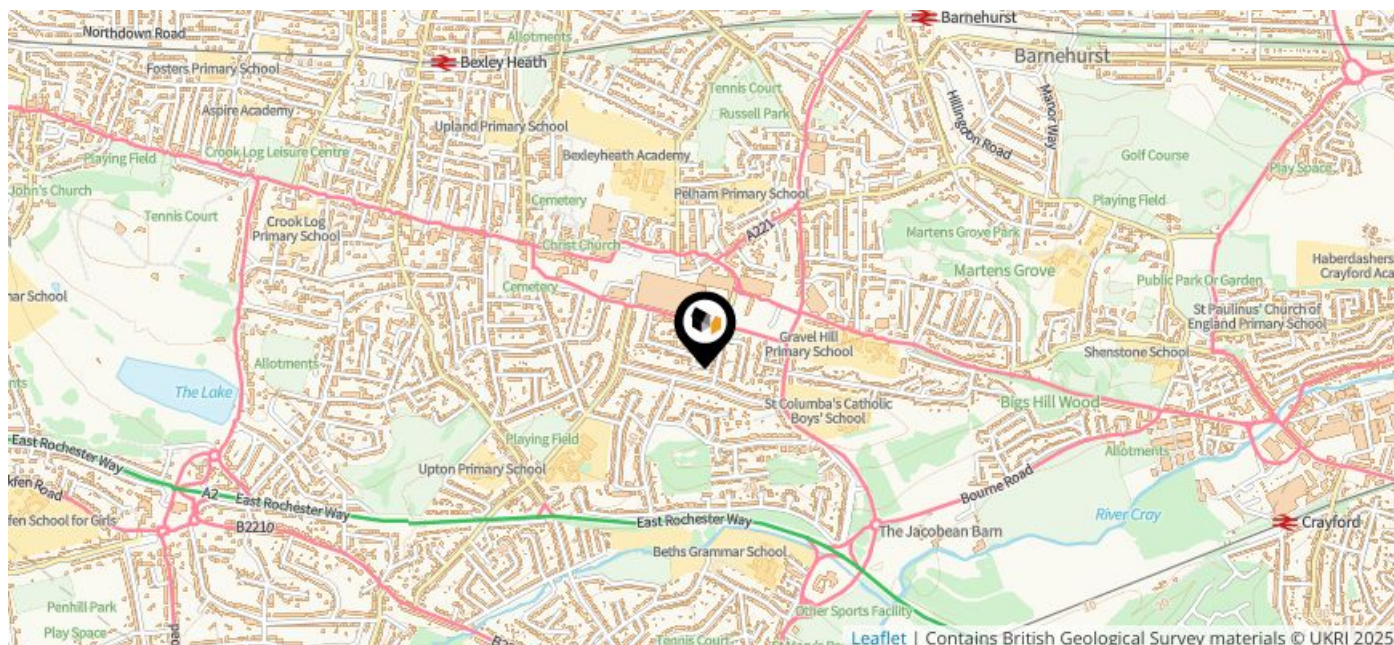 Barnehurst
Northdown Road
Allotments
Barnehurst
Fosters Primary School
Bexley Heath
Tennis Court
Manor Way
Hillingdon Road
Aspire Academy
Upland Primary School
Russell Park
Crook Log Leisure Centre
Bexleyheath Academy
Golf Course
Playing Field
Play Space
John's Church
Pelham Primary School
Cemetery
Playing Field
Tennis Court
Crook Log
Primary School
A221
Martens Grove Park
Christ Church
Haberdashers
Crayford Aca
Martens Grove
Public Park Or Garden
Cemetery
mar School
St Paulinus' Church of
England Primary School
Gravel Hill
Primary School
Shenstone School
Allotments
The Lake
St Columba's Catholic
Boys' School
Bigs Hill Wood
East Rochester Way
Playing Field
Allotments
Upton Primary School
Bourne Road
A2
East Rochester Way
River Cray
fen School for Girls
B2210
East Rochester Way
The Jacobean Barn
Crayford
Beths Grammar School
Penhill Park
Other Sports Facility
10
20
Play Space
Tennis Court
Leaflet | Contains British Geological Survey materials © UKRI 2025